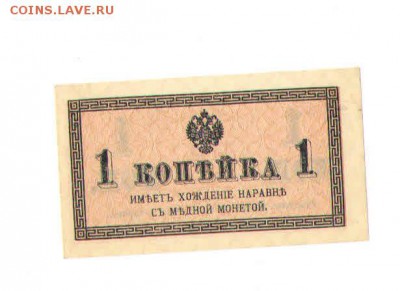 COINS.LAVE.RU
1 КОПѢЙКА 1
ИМѢЕТЪ ХОЖДЕНІЕ НАРАВНѢ
СЪ МѢДНОЙ МОНЕТОЙ.